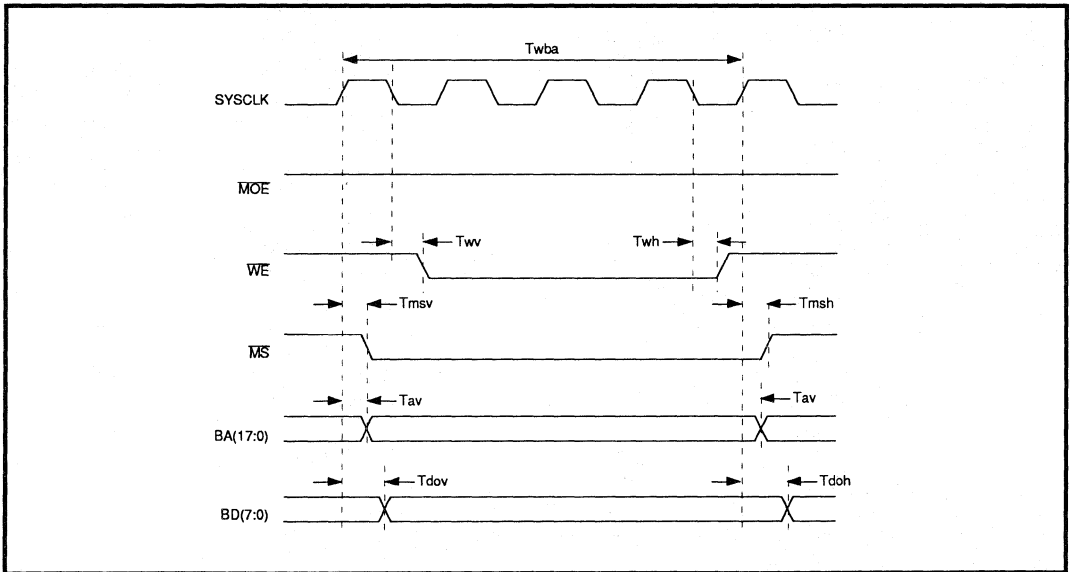 Twba
SYSCLK
MOE
Twv
Twh
WE
Tmsv
Tmsh
MS
Tav
Tav
BA(17:0)
Tdov
Tdoh
BD(7:0)